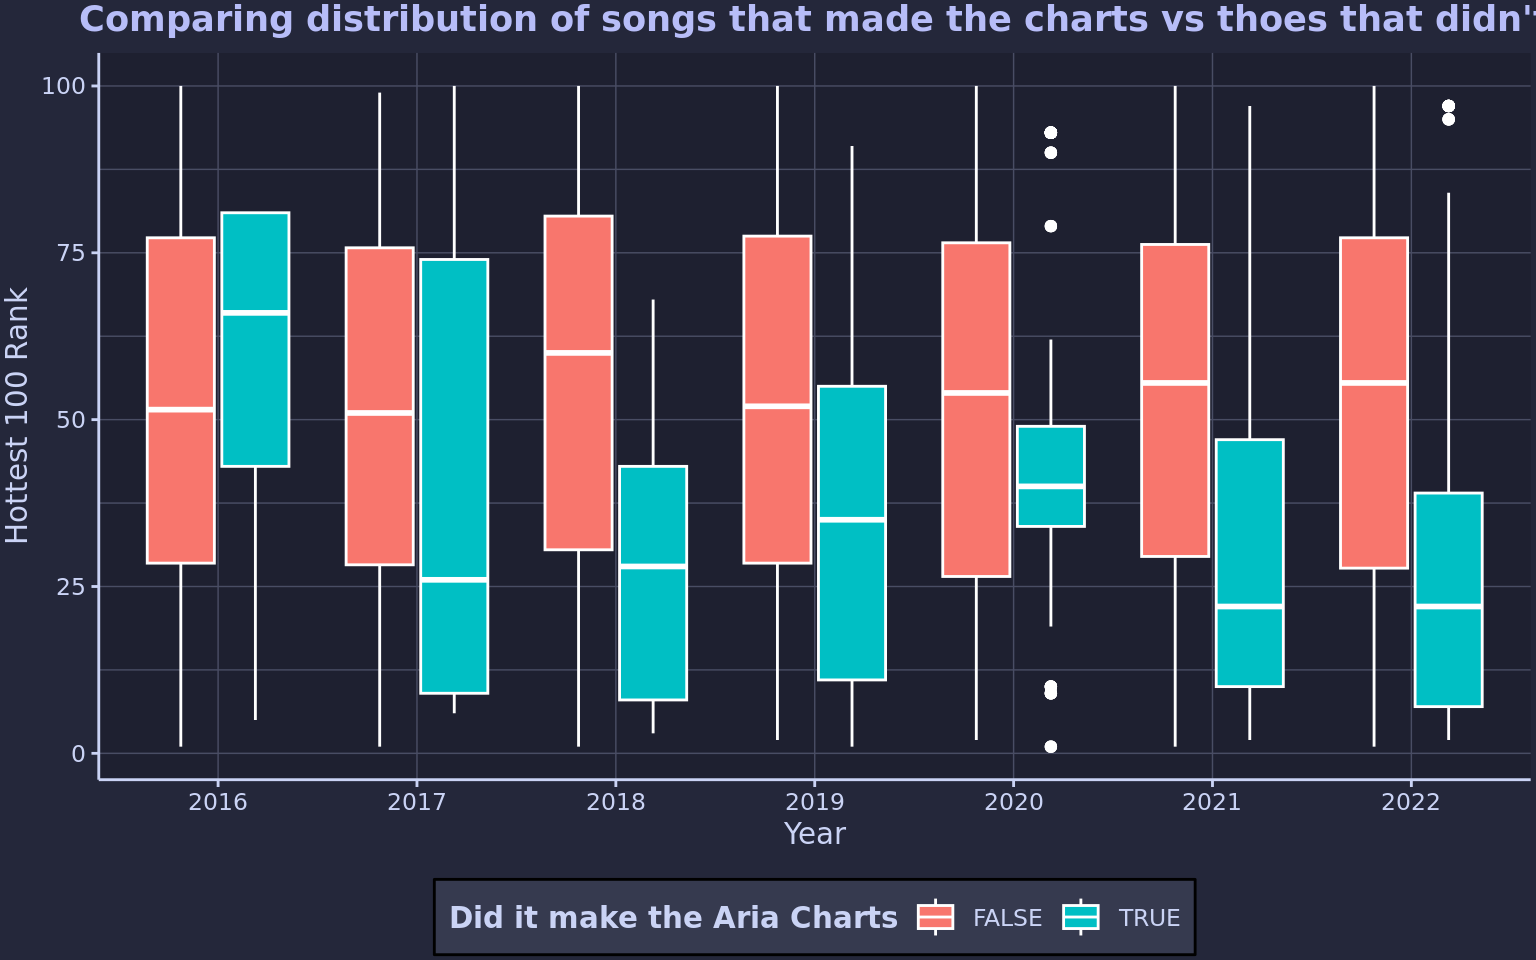 Comparing distribution of songs that made the charts vs thoes that didn't
100
75
50
25
0
Hottest 100 Rank
2016 2017 2018 2019 2020 2021 2022
Year
Did it make the Aria Charts FALSE TRUE